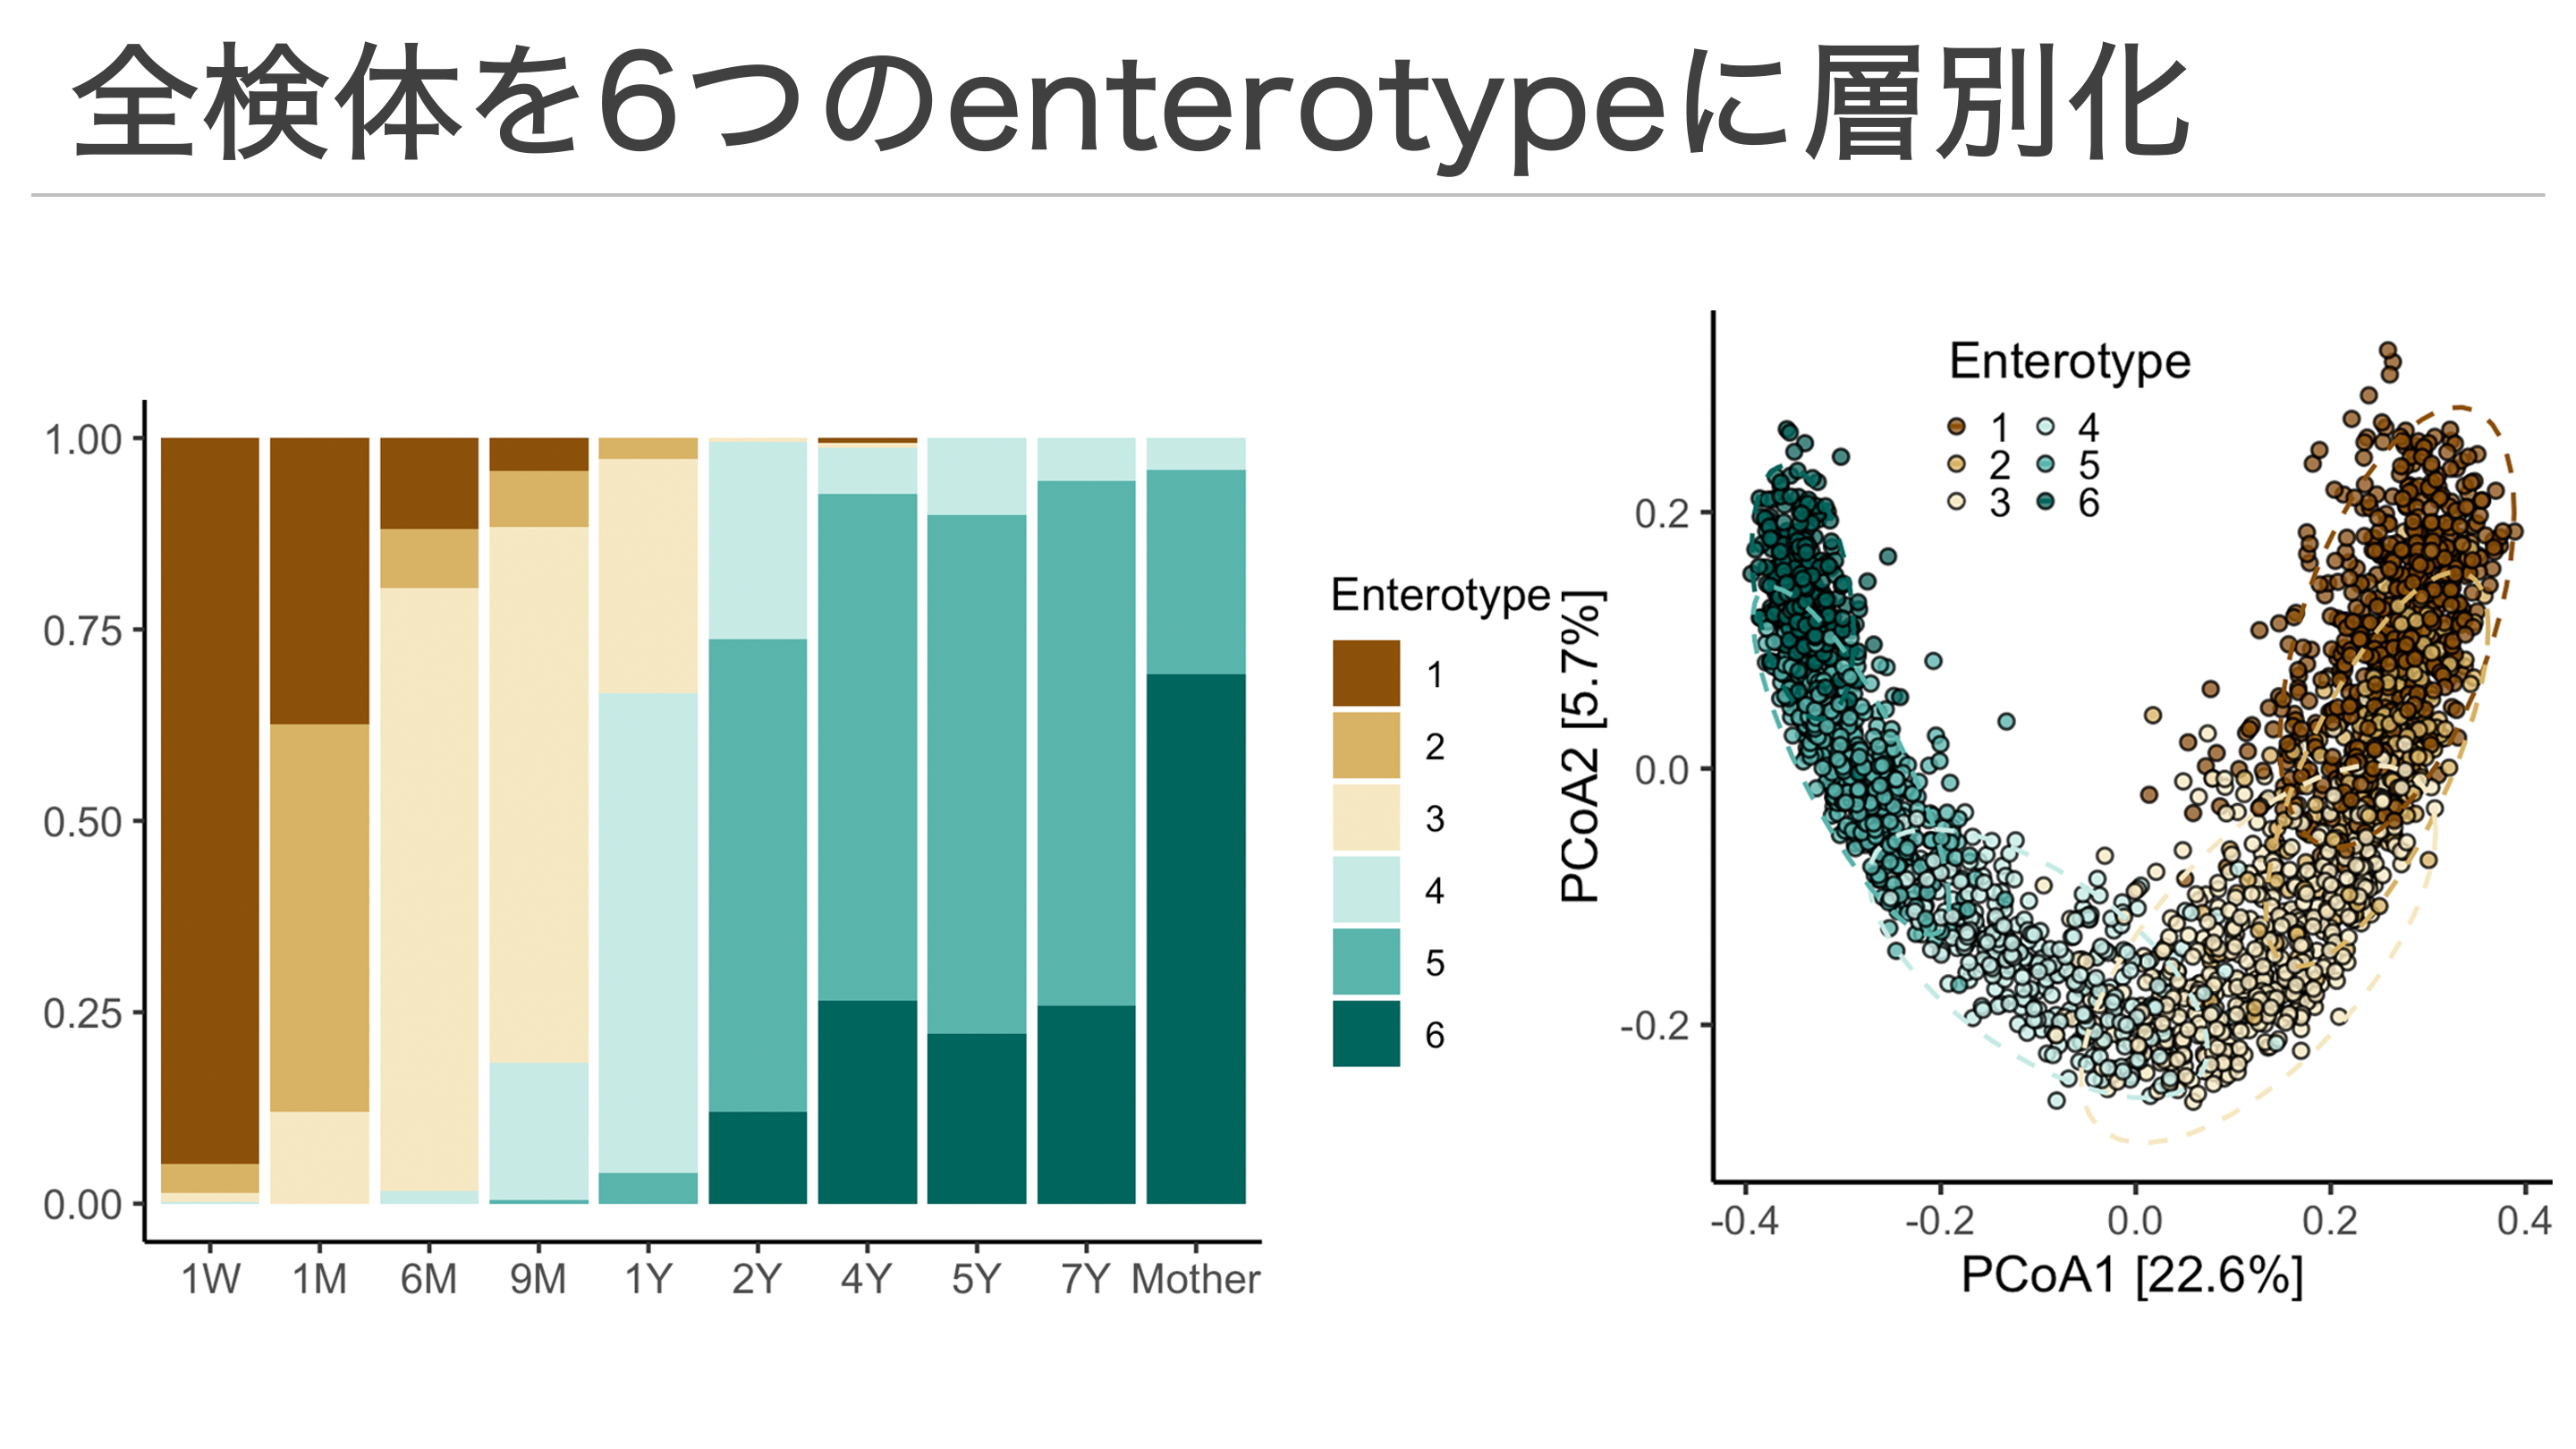 全検体を6つのenterotypeに層別化
1.00
0.75
0.50
0.25
0.00
1W 1M 6M 9M 1Y 2Y 4Y 5Y 7Y Mother
Enterotype
1
2
3
4
5
6
PCoA2 [5.7%]
0.2
0.0
-0.2
Enterotype
1 4
2 5
3 6
-0.4 -0.2 0.0 0.2 0.4
PCoA1 [22.6%]